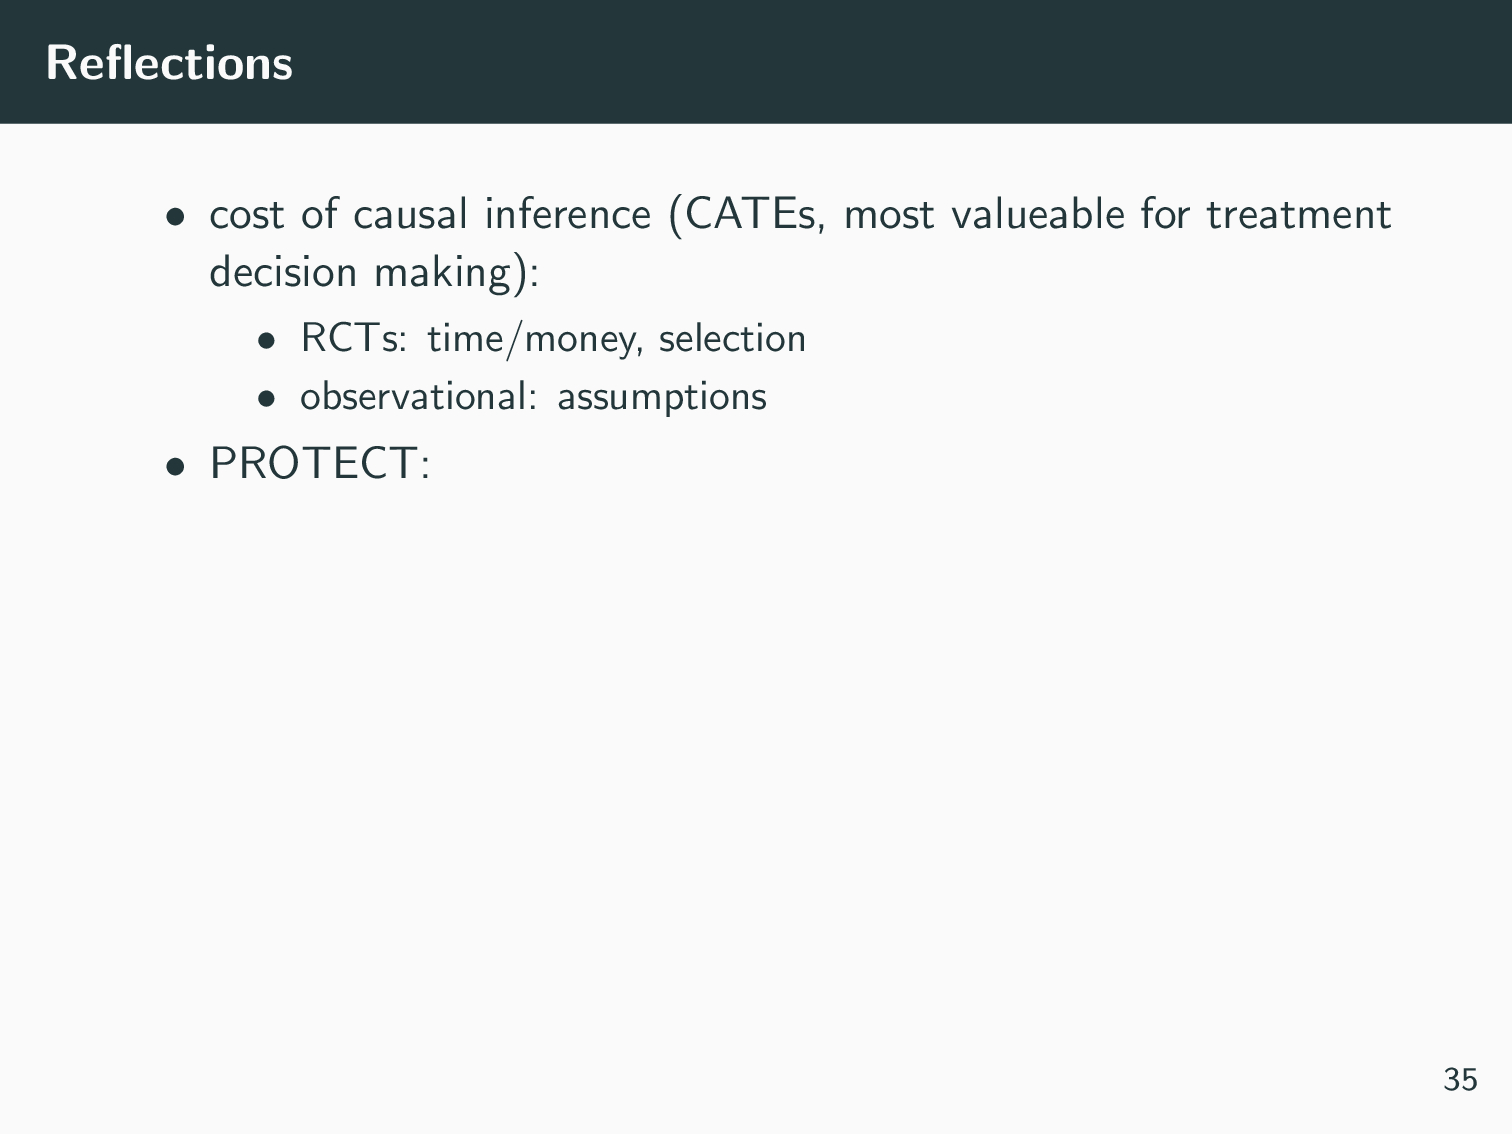 Reflections
• cost of causal inference (CATEs, most valueable for treatment
decision making):
• RCTs: time/money, selection
• observational: assumptions
• PROTECT:
35